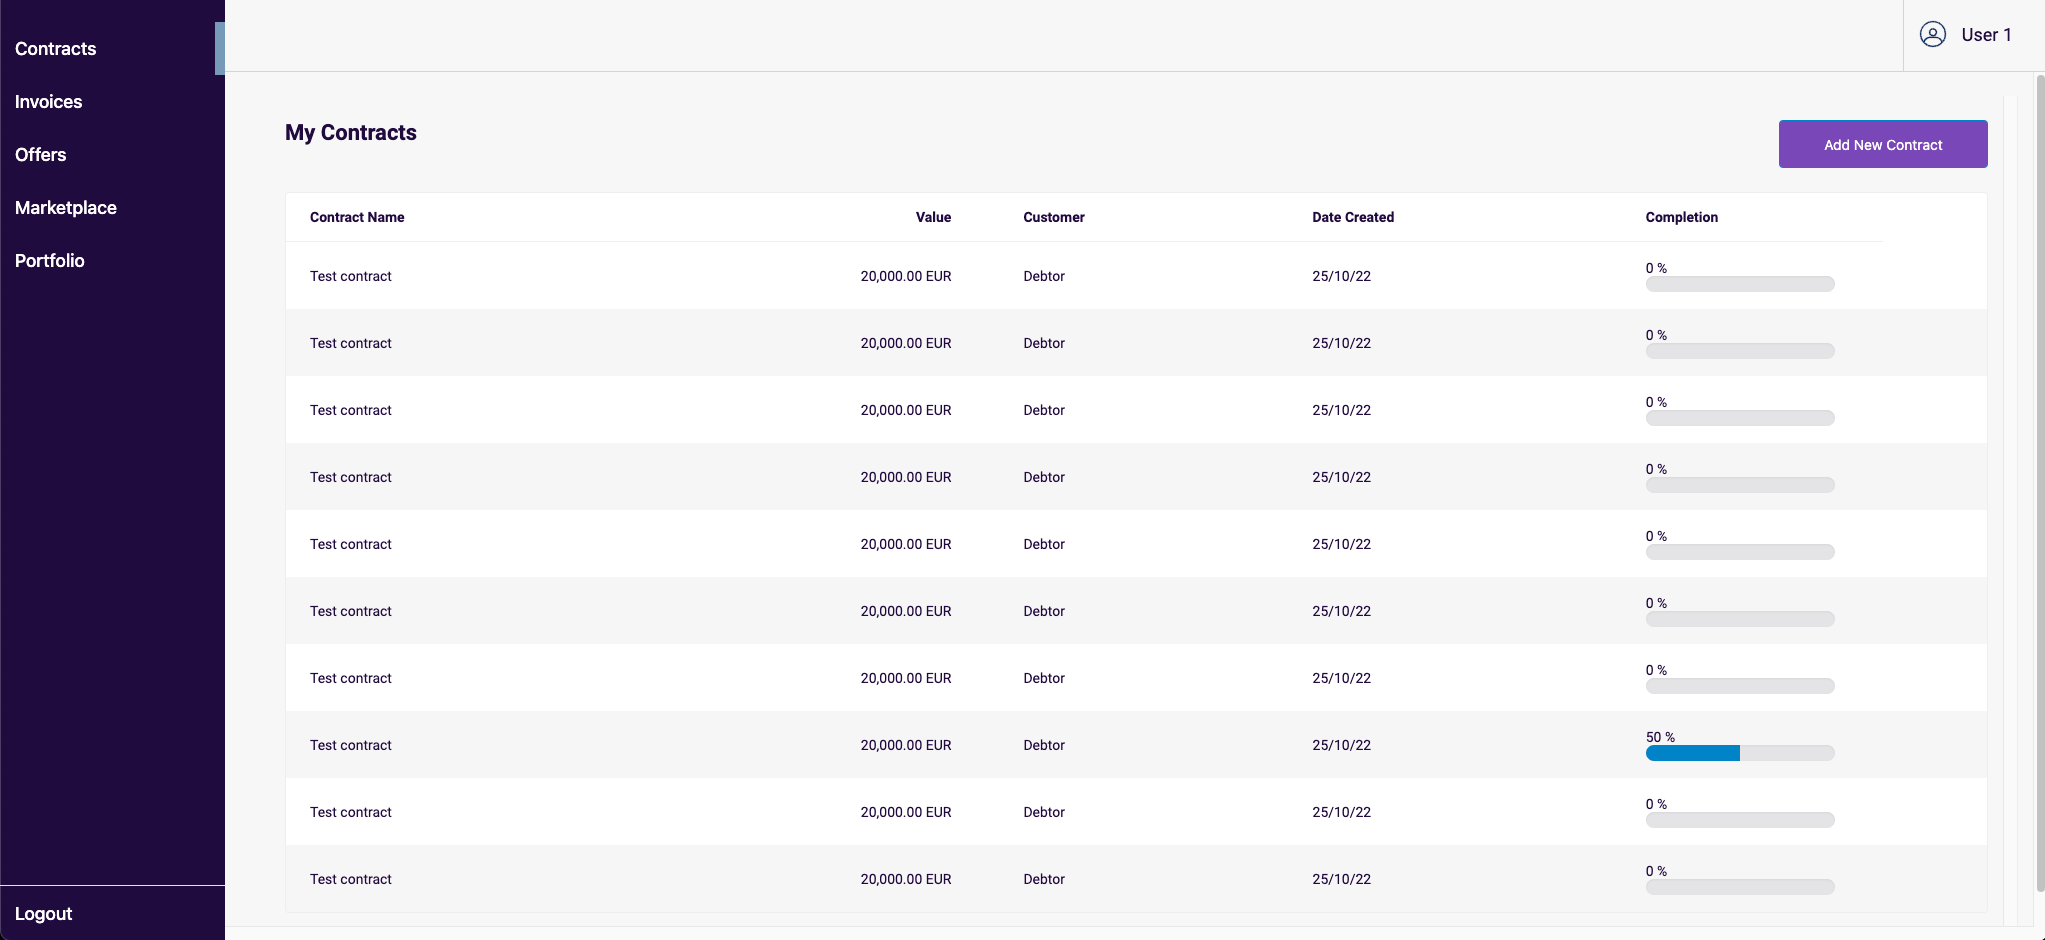 Contracts
Invoices
Offers
Marketplace
Portfolio
Logout
User 1
My Contracts
Add New Contract
Contract Name Value Customer Date Created Completion
Test contract 20,000.00 EUR Debtor 25/10/22 0 %
Test contract 20,000.00 EUR Debtor 25/10/22 0 %
Test contract 20,000.00 EUR Debtor 25/10/22 0 %
Test contract 20,000.00 EUR Debtor 25/10/22 0 %
Test contract 20,000.00 EUR Debtor 25/10/22 0 %
Test contract 20,000.00 EUR Debtor 25/10/22 0 %
Test contract 20,000.00 EUR Debtor 25/10/22 0 %
Test contract 20,000.00 EUR Debtor 25/10/22 50 %
Test contract 20,000.00 EUR Debtor 25/10/22 0 %
Test contract 20,000.00 EUR Debtor 25/10/22 0 %